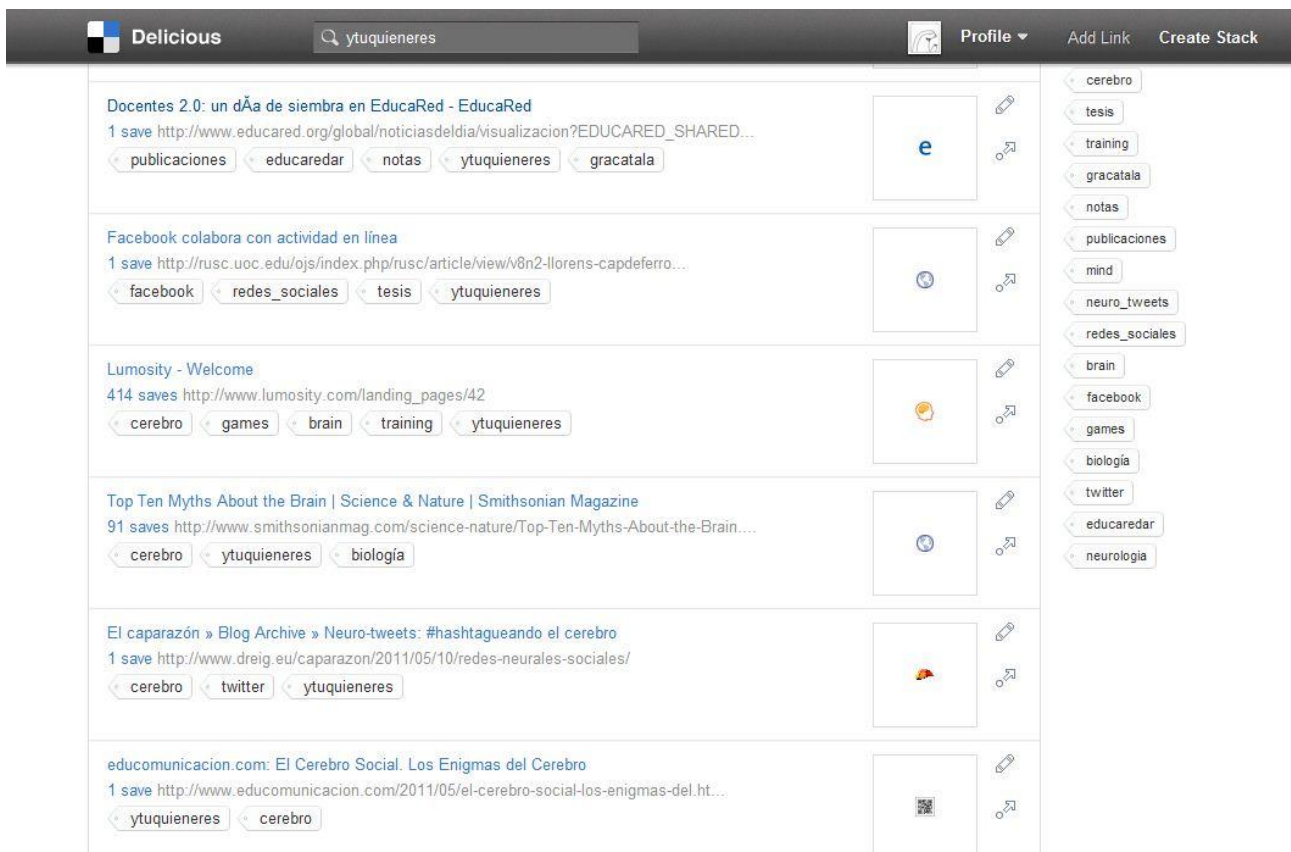 Delicious
ytuquieneres
Profile
Add Link
Create Stack
Docentes 2.0: un dÃa de siembra en EducaRed - EducaRed
1 save http://www.educared.org/global/noticiasdeldia/visualizacion?EDUCARED_SHARED...
publicaciones educaredar notas ytuquieneres gracatala
e
Facebook colabora con actividad en línea
1 save http://rusc.uoc.edu/ojs/index.php/rusc/article/view/v8n2-llorens-capdeferro...
facebook redes_sociales tesis ytuquieneres
Lumosity - Welcome
414 saves http://www.lumosity.com/landing_pages/42
cerebro games brain training ytuquieneres
Top Ten Myths About the Brain | Science & Nature | Smithsonian Magazine
91 saves http://www.smithsonianmag.com/science-nature/Top-Ten-Myths-About-the-Brain....
cerebro ytuquieneres biología
El caparazón » Blog Archive » Neuro-tweets: #hashtagueando el cerebro
1 save http://www.dreig.eu/caparazon/2011/05/10/redes-neurales-sociales/
cerebro twitter ytuquieneres
educomunicacion.com: El Cerebro Social. Los Enigmas del Cerebro
1 save http://www.educomunicacion.com/2011/05/el-cerebro-social-los-enigmas-del.ht...
ytuquieneres cerebro
cerebro
tesis
training
gracatala
notas
publicaciones
mind
neuro_tweets
redes_sociales
brain
facebook
games
biología
twitter
educaredar
neurologia